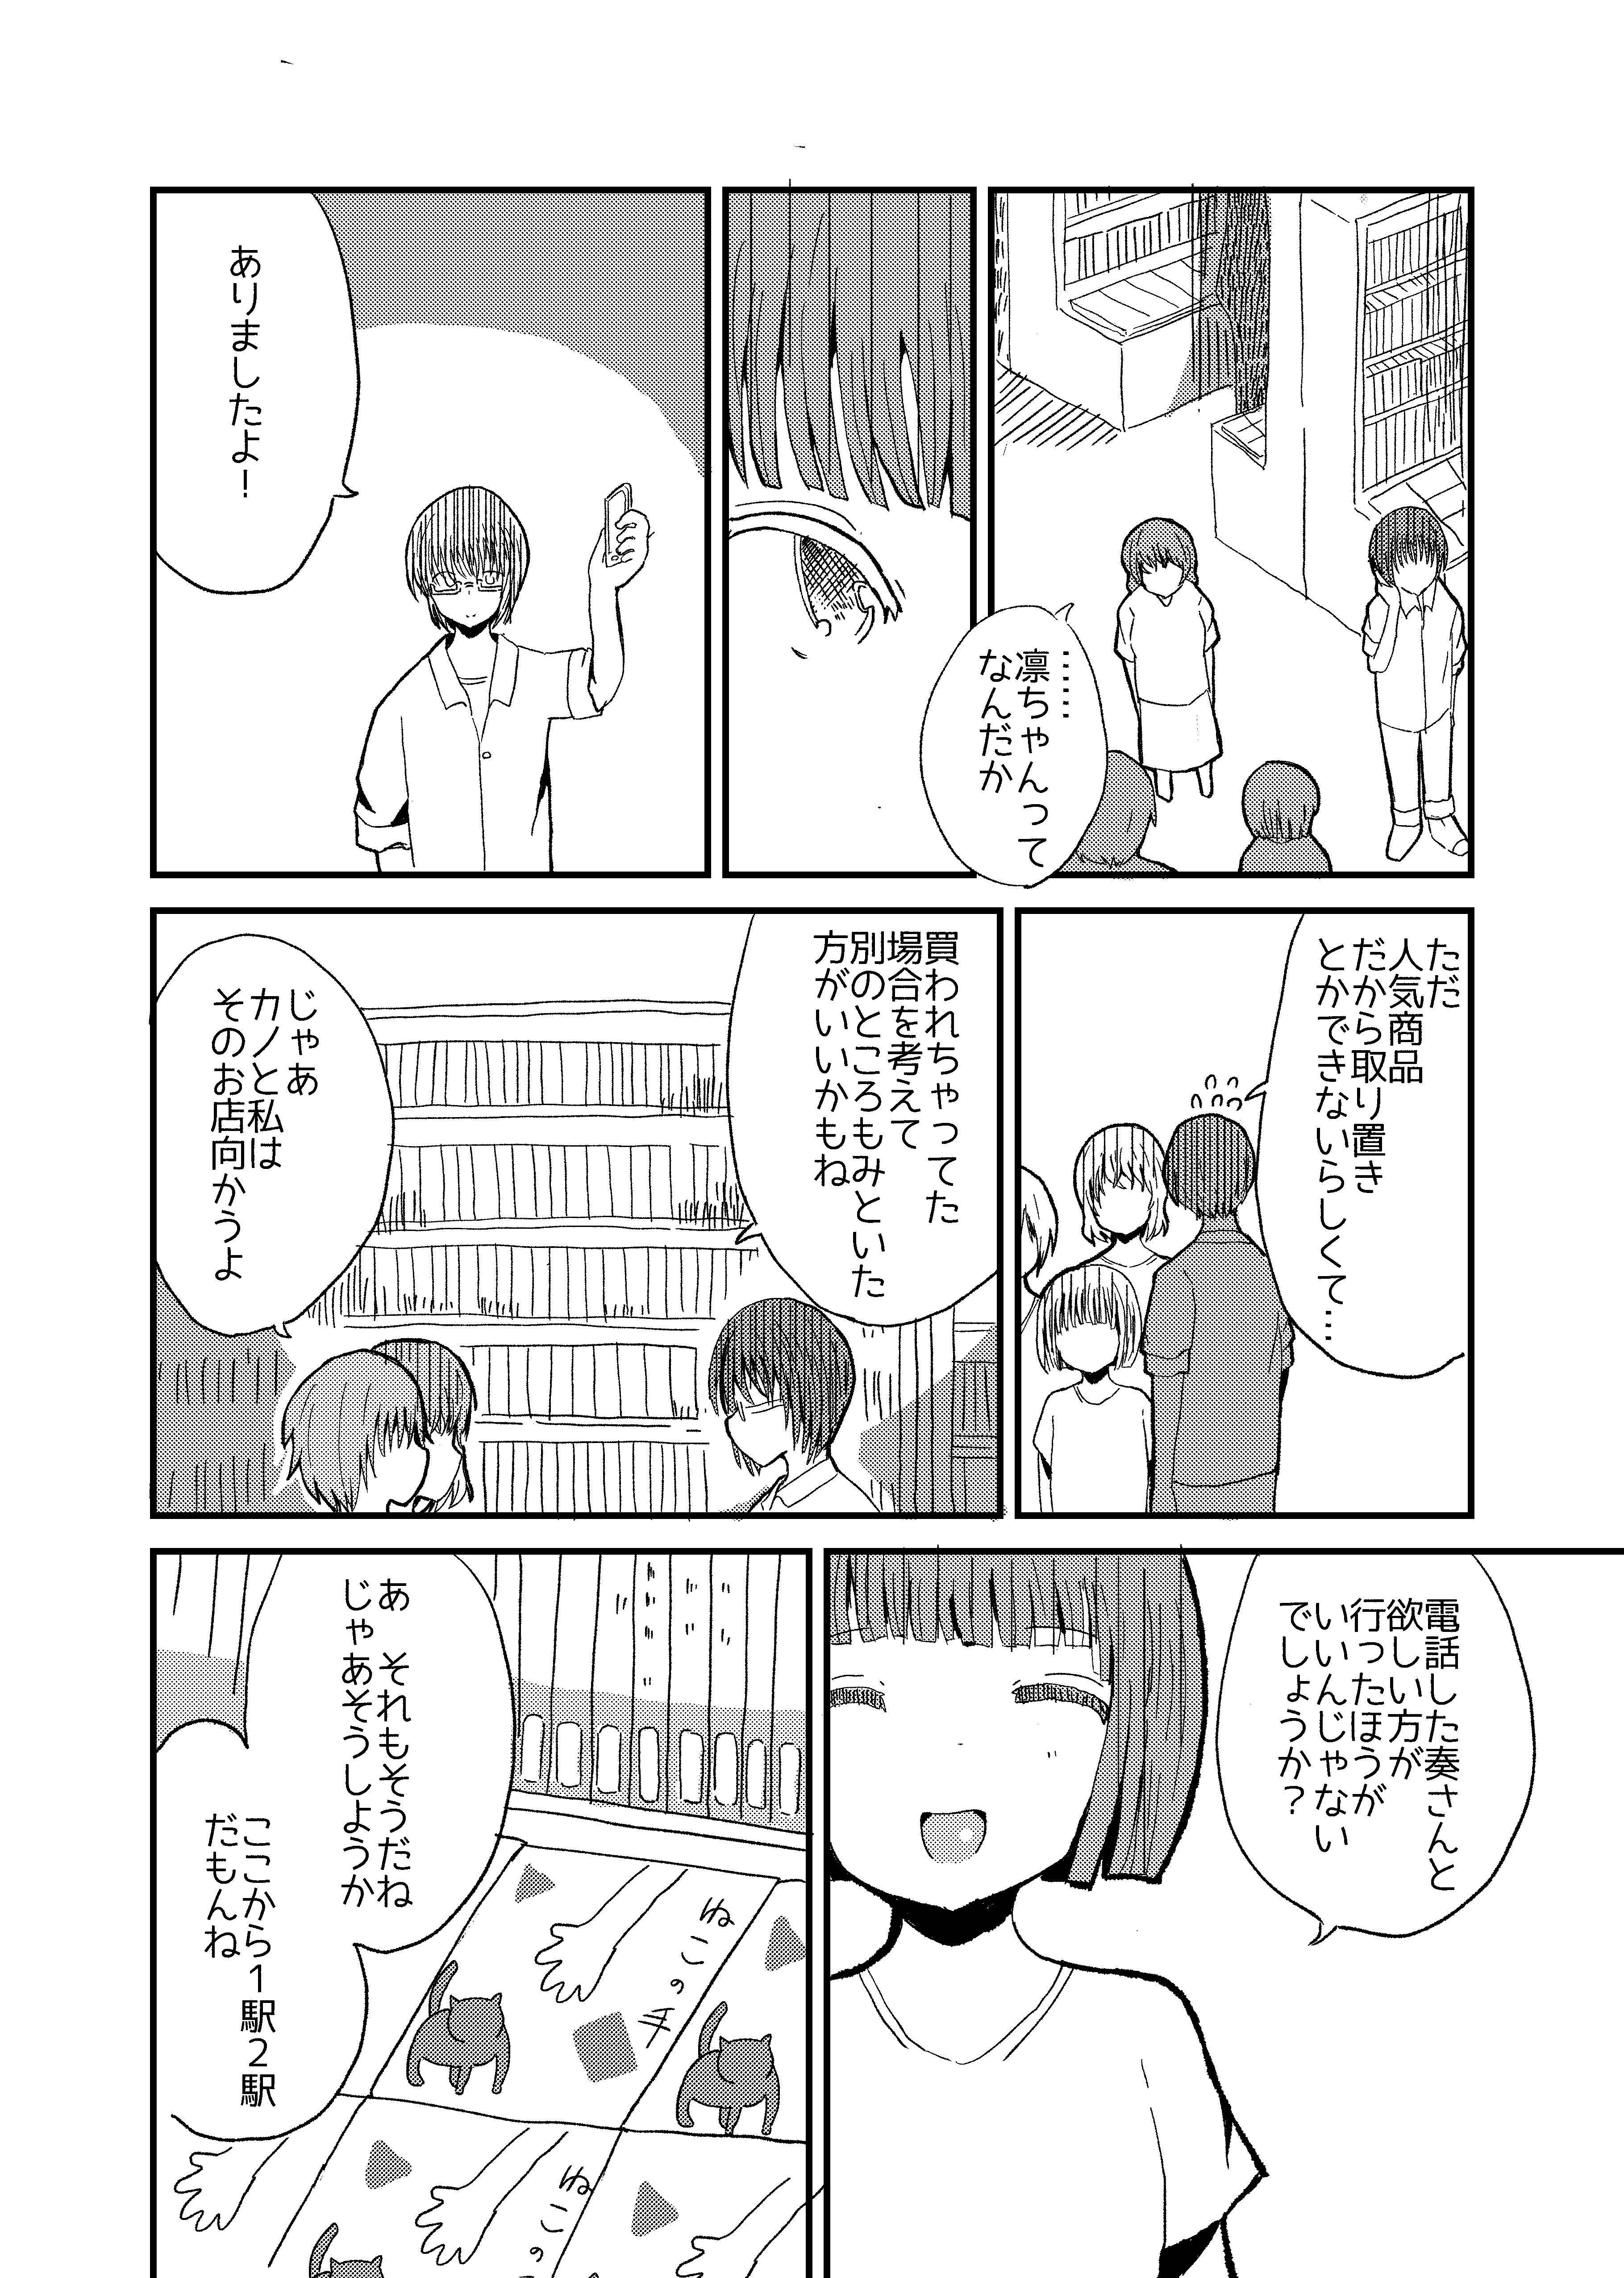 ……
凛ちゃんって
なんだか
ありましたよ！
ただ
人気商品
だから取り置き
とかできないらしくて…
買われちゃってた
場合を考えて
別のところもみといた
方がいいかもね
じゃあ
カノと私は
そのお店向かうよ
電話した奏さんと
欲しい方が
行ったほうが
いいんじゃない
でしょうか？
あ　それもそうだね
じゃあそうしようか
ここから１駅２駅
だもんね
ねこの手
ねこの